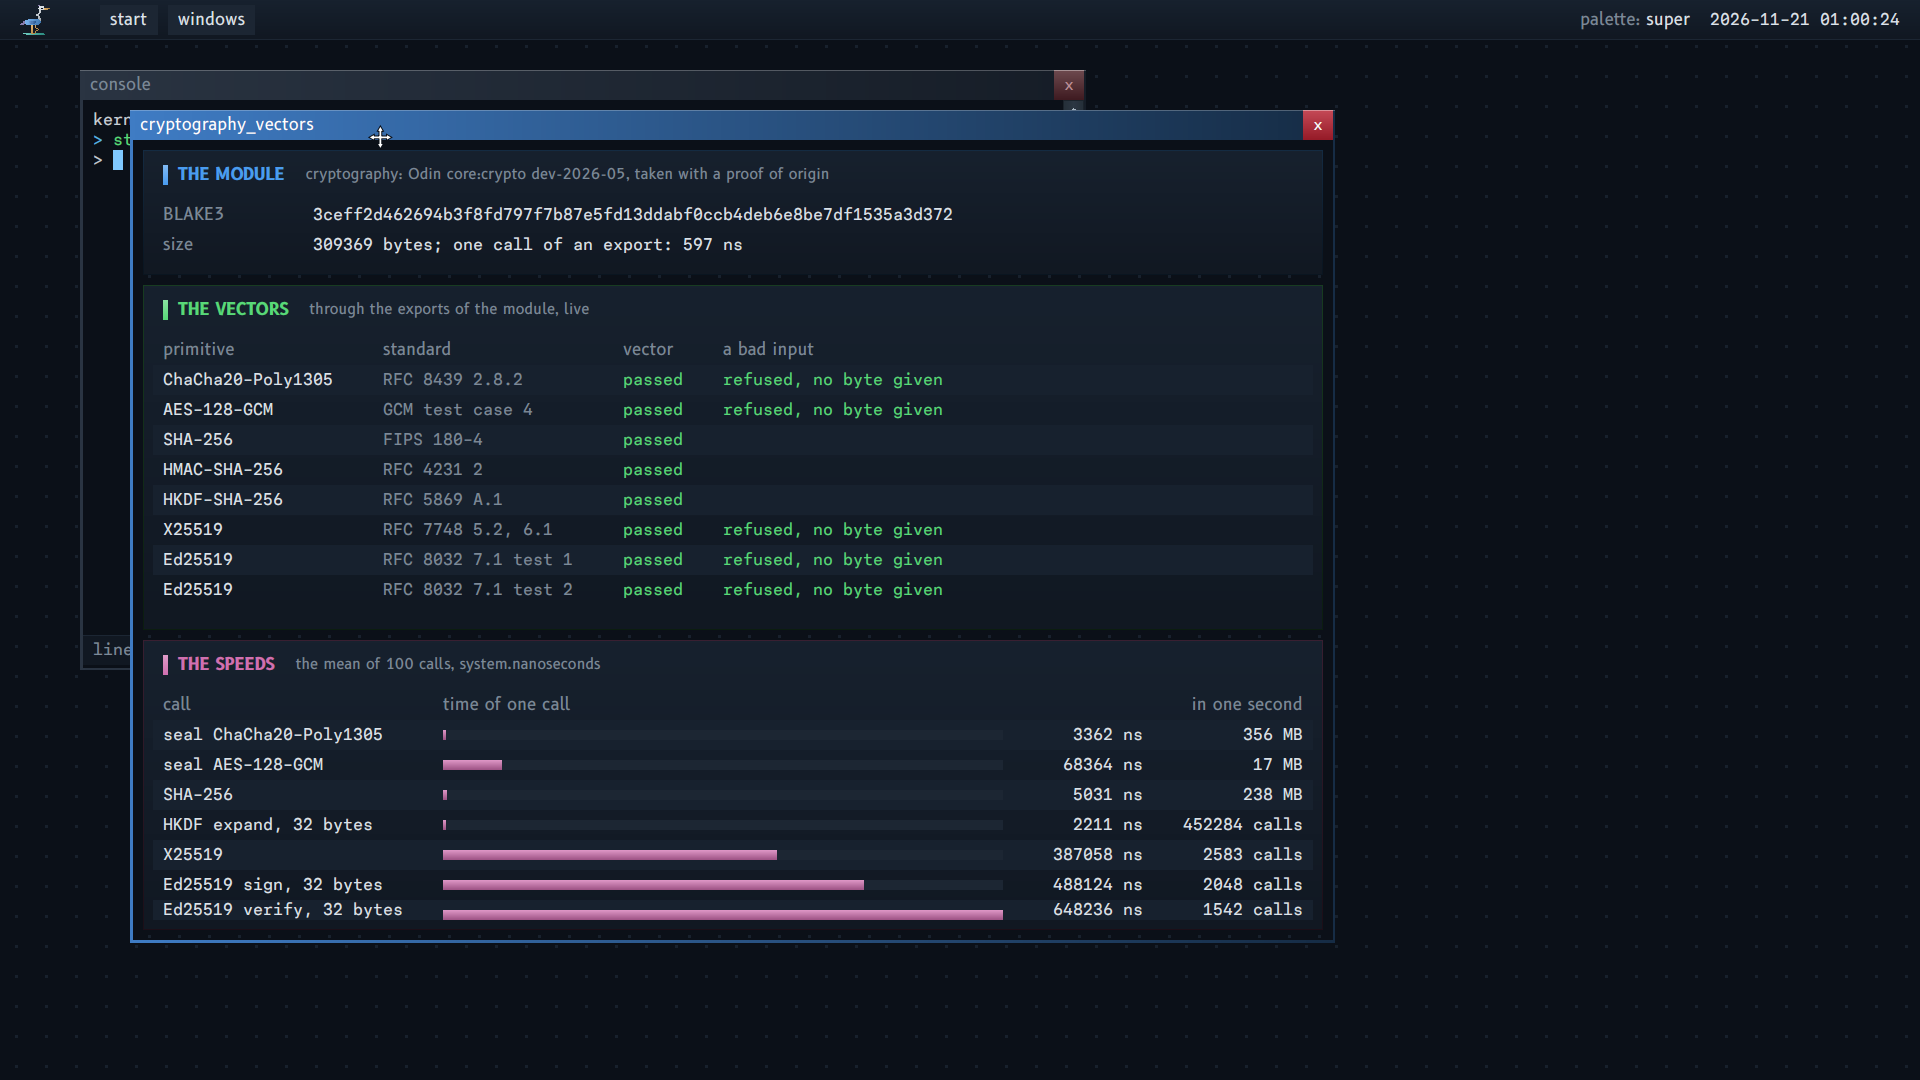 start windows palette: super 2026-11-21 01:00:24
console x
kern
> st
>
line
cryptography_vectors x
THE MODULE cryptography: Odin core:crypto dev-2026-05, taken with a proof of origin
BLAKE3 3ceff2d462694b3f8fd797f7b87e5fd13ddabf0ccb4deb6e8be7df1535a3d372
size 309369 bytes; one call of an export: 597 ns
THE VECTORS through the exports of the module, live
primitive standard vector a bad input
ChaCha20-Poly1305 RFC 8439 2.8.2 passed refused, no byte given
AES-128-GCM GCM test case 4 passed refused, no byte given
SHA-256 FIPS 180-4 passed
HMAC-SHA-256 RFC 4231 2 passed
HKDF-SHA-256 RFC 5869 A.1 passed
X25519 RFC 7748 5.2, 6.1 passed refused, no byte given
Ed25519 RFC 8032 7.1 test 1 passed refused, no byte given
Ed25519 RFC 8032 7.1 test 2 passed refused, no byte given
THE SPEEDS the mean of 100 calls, system.nanoseconds
call time of one call in one second
seal ChaCha20-Poly1305 3362 ns 356 MB
seal AES-128-GCM 68364 ns 17 MB
SHA-256 5031 ns 238 MB
HKDF expand, 32 bytes 2211 ns 452284 calls
X25519 387058 ns 2583 calls
Ed25519 sign, 32 bytes 488124 ns 2048 calls
Ed25519 verify, 32 bytes 648236 ns 1542 calls